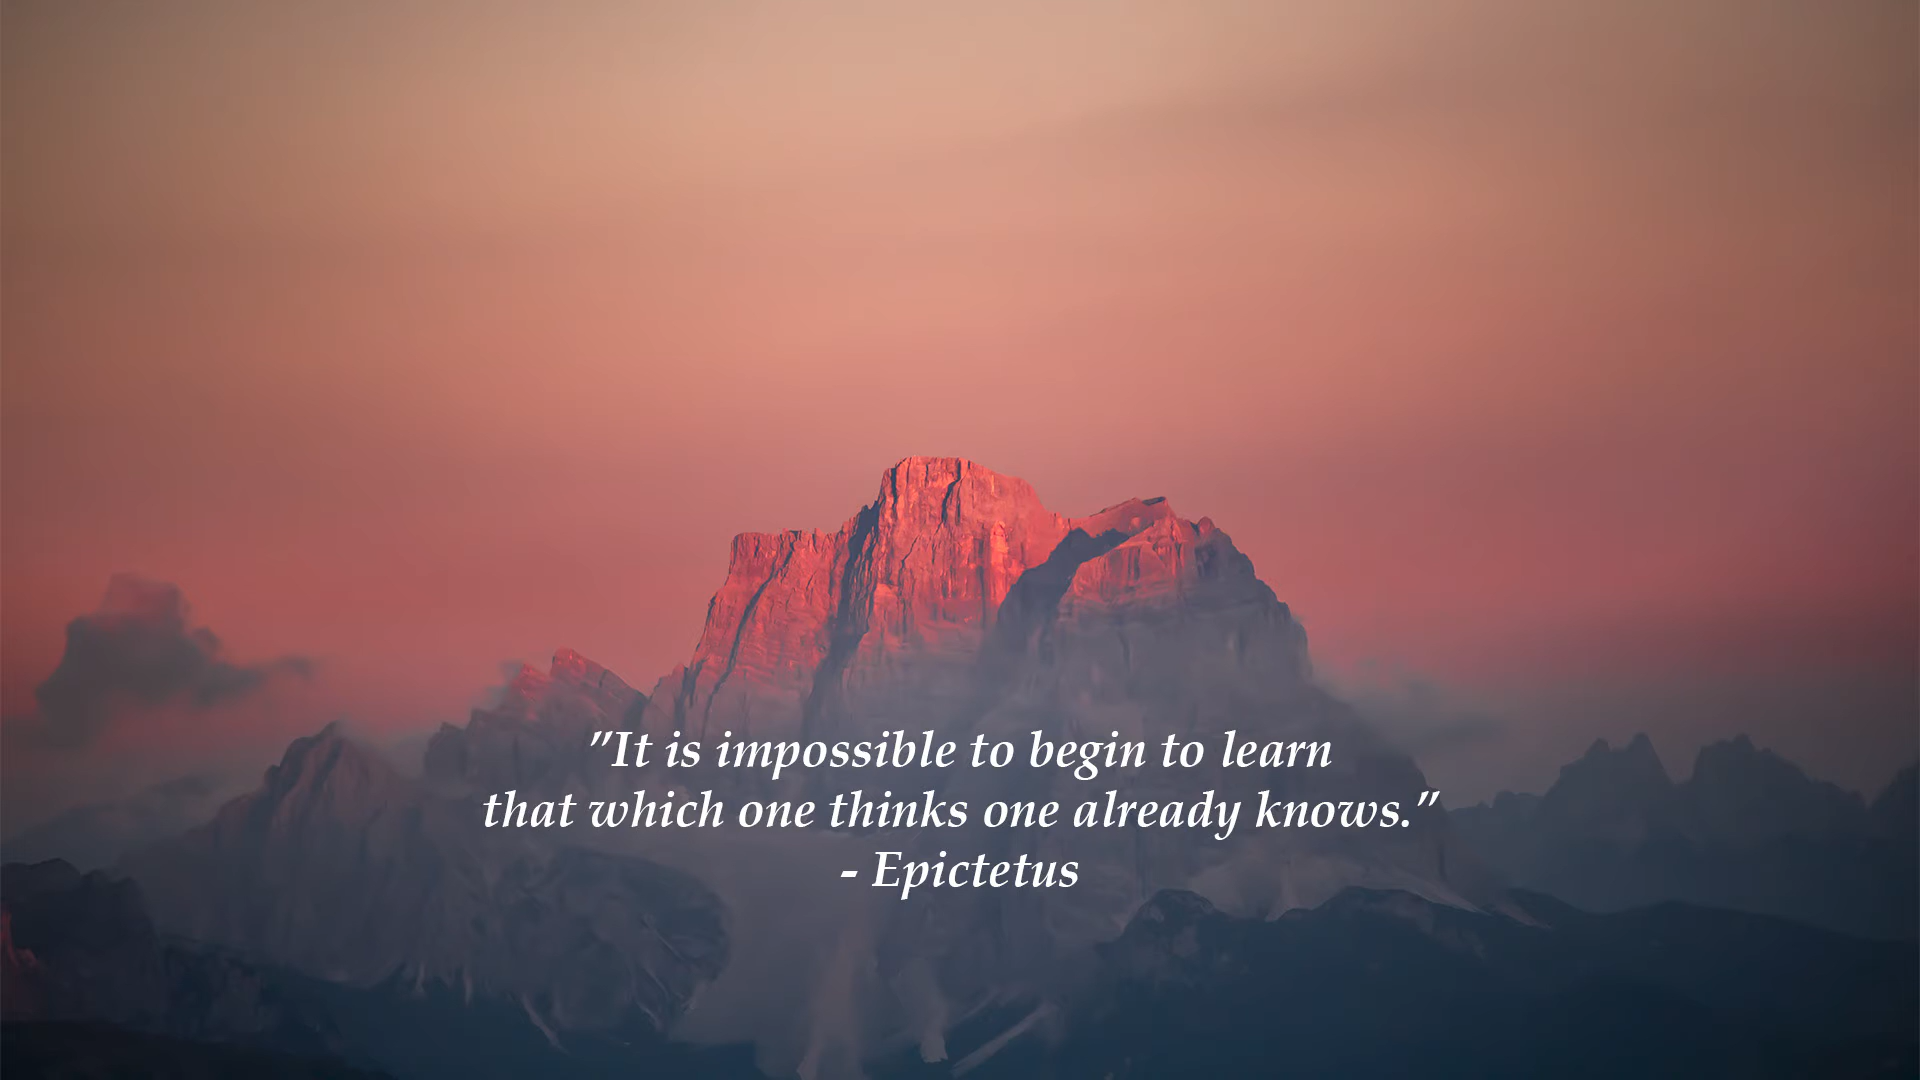 "It is impossible to begin to learn
that which one thinks one already knows."
- Epictetus